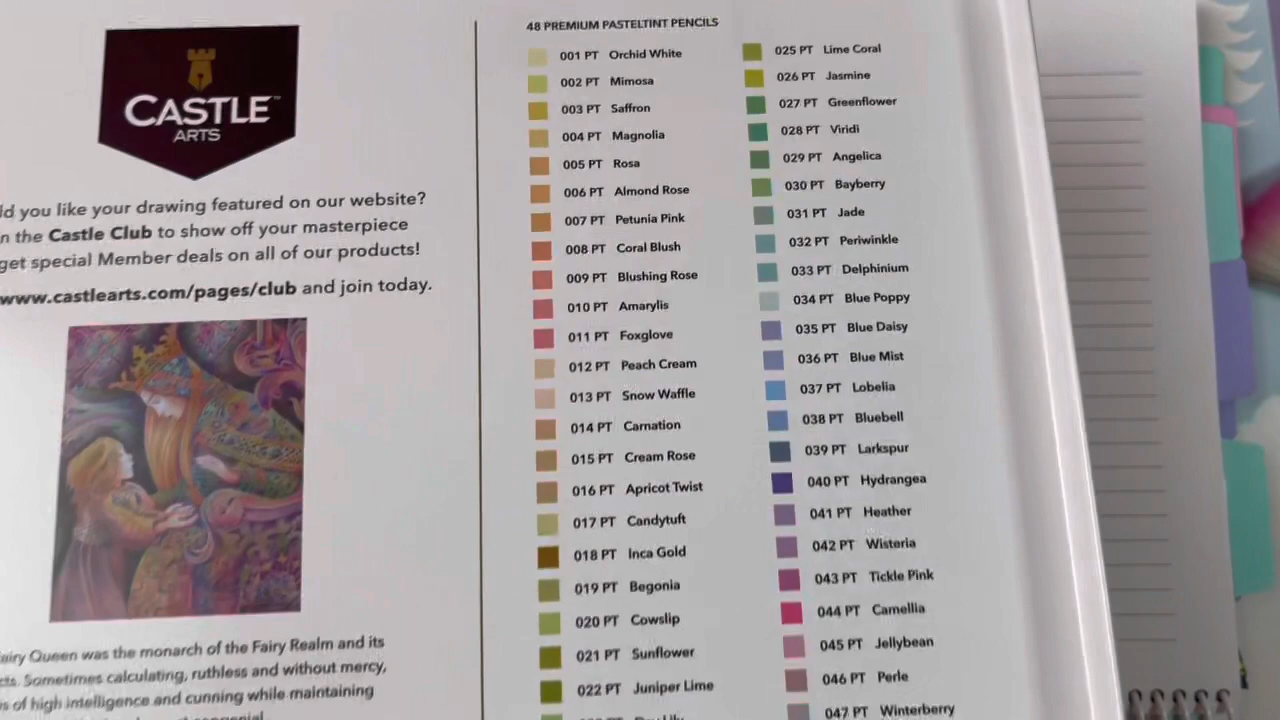 CASTLE™
ARTS
ld you like your drawing featured on our website?
n the Castle Club to show off your masterpiece
get special Member deals on all of our products!
www.castlearts.com/pages/club and join today.
airy Queen was the monarch of the Fairy Realm and its
cts. Sometimes calculating, ruthless and without mercy,
s of high intelligence and cunning while maintaining
48 PREMIUM PASTELTINT PENCILS
001 PT Orchid White
002 PT Mimosa
003 PT Saffron
004 PT Magnolia
005 PT Rosa
006 PT Almond Rose
007 PT Petunia Pink
008 PT Coral Blush
009 PT Blushing Rose
010 PT Amarylis
011 PT Foxglove
012 PT Peach Cream
013 PT Snow Waffle
014 PT Carnation
015 PT Cream Rose
016 PT Apricot Twist
017 PT Candytuft
018 PT Inca Gold
019 PT Begonia
020 PT Cowslip
021 PT Sunflower
022 PT Juniper Lime
025 PT Lime Coral
026 PT Jasmine
027 PT Greenflower
028 PT Viridi
029 PT Angelica
030 PT Bayberry
031 PT Jade
032 PT Periwinkle
033 PT Delphinium
034 PT Blue Poppy
035 PT Blue Daisy
036 PT Blue Mist
037 PT Lobelia
038 PT Bluebell
039 PT Larkspur
040 PT Hydrangea
041 PT Heather
042 PT Wisteria
043 PT Tickle Pink
044 PT Camellia
045 PT Jellybean
046 PT Perle
047 PT Winterberry